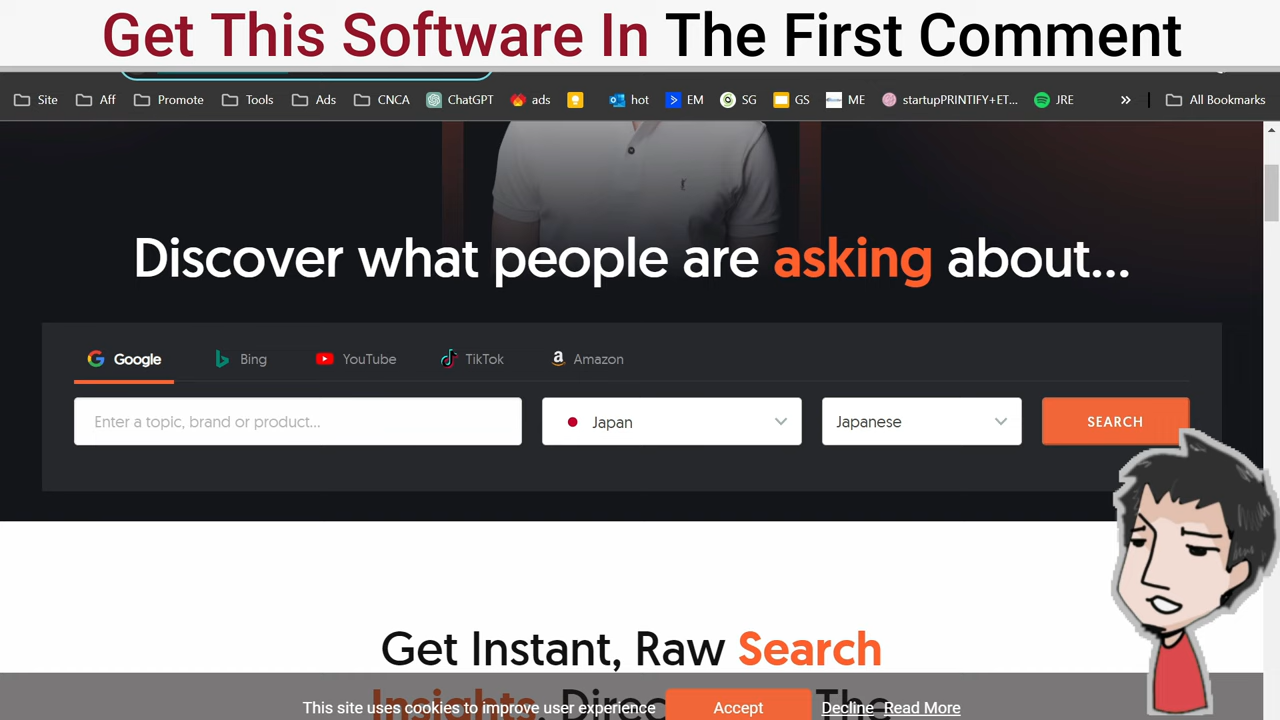 Get This Software In The First Comment
Site Aff Promote Tools Ads CNCA ChatGPT ads hot EM SG GS ME startupPRINTIFY+ET... JRE » All Bookmarks
Discover what people are asking about...
Google Bing YouTube TikTok Amazon
Enter a topic, brand or product... Japan Japanese SEARCH
Get Instant, Raw Search
Insights, Direc The
This site uses cookies to improve user experience Accept Decline Read More